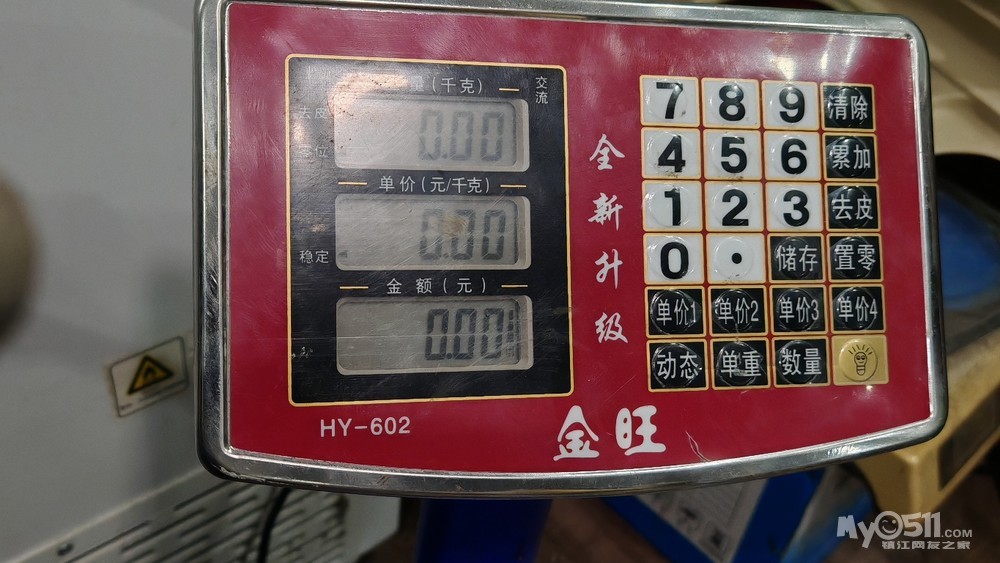 量(千克)
交流
去皮
零位
0.00
单价(元/千克)
0.00
稳定
金额(元)
0.00
HY-602
全新升级
7 8 9 清除
4 5 6 累加
1 2 3 去皮
0 · 储存 置零
单价1 单价2 单价3 单价4
动态 单重 数量
金旺
My0511.COM
镇江网友之家